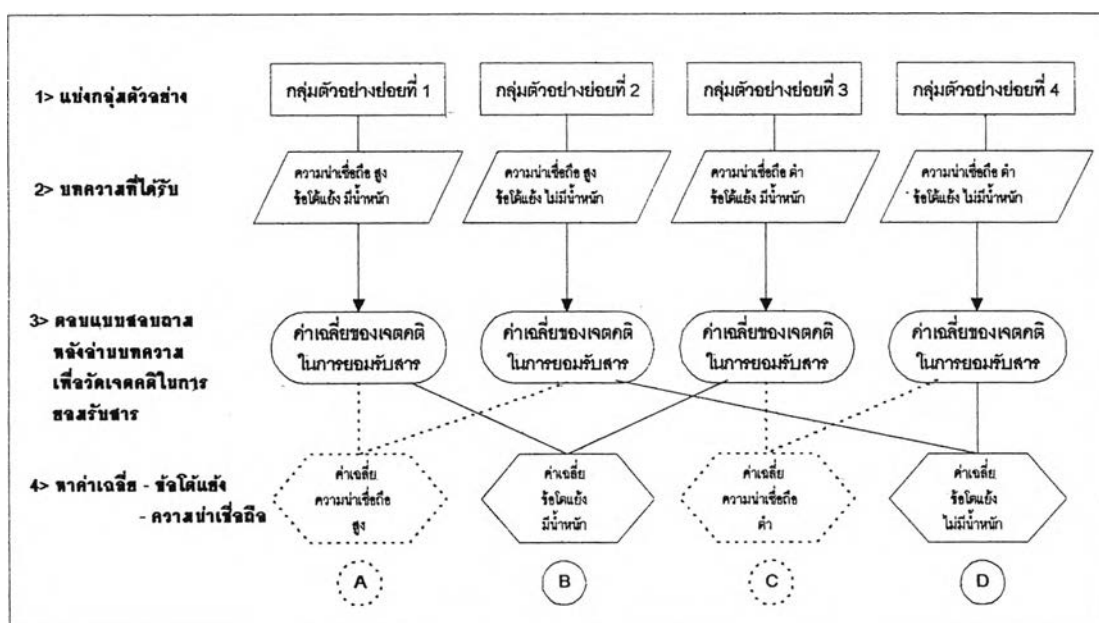 1> แบ่งกลุ่มตัวอย่าง
กลุ่มตัวอย่างย่อยที่ 1
กลุ่มตัวอย่างย่อยที่ 2
กลุ่มตัวอย่างย่อยที่ 3
กลุ่มตัวอย่างย่อยที่ 4
2> บทความที่ได้รับ
ความน่าเชื่อถือ สูง
ข้อโต้แย้ง มีน้ำหนัก
ความน่าเชื่อถือ สูง
ข้อโต้แย้ง ไม่มีน้ำหนัก
ความน่าเชื่อถือ ต่ำ
ข้อโต้แย้ง มีน้ำหนัก
ความน่าเชื่อถือ ต่ำ
ข้อโต้แย้ง ไม่มีน้ำหนัก
3> ตอบแบบสอบถาม
หลังอ่านบทความ
เพื่อวัดเจตคติในการ
ยอมรับสาร
ค่าเฉลี่ยของเจตคติ
ในการยอมรับสาร
ค่าเฉลี่ยของเจตคติ
ในการยอมรับสาร
ค่าเฉลี่ยของเจตคติ
ในการยอมรับสาร
ค่าเฉลี่ยของเจตคติ
ในการยอมรับสาร
4> หาค่าเฉลี่ย - ข้อโต้แย้ง
- ความน่าเชื่อถือ
ค่าเฉลี่ย
ความน่าเชื่อถือ
สูง
ค่าเฉลี่ย
ข้อโต้แย้ง
มีน้ำหนัก
ค่าเฉลี่ย
ความน่าเชื่อถือ
ต่ำ
ค่าเฉลี่ย
ข้อโต้แย้ง
ไม่มีน้ำหนัก
A
B
C
D